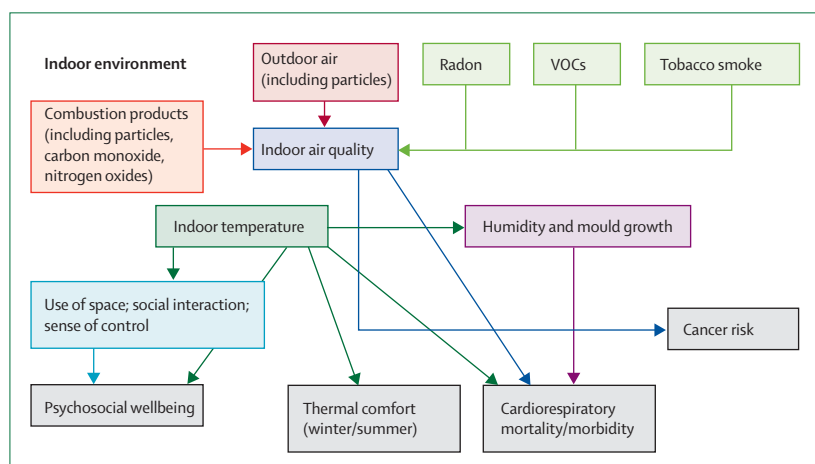 Indoor environment
Outdoor air
(including particles)
Radon
VOCs
Tobacco smoke
Combustion products
(including particles,
carbon monoxide,
nitrogen oxides)
Indoor air quality
Indoor temperature
Humidity and mould growth
Use of space; social interaction;
sense of control
Cancer risk
Psychosocial wellbeing
Thermal comfort
(winter/summer)
Cardiorespiratory
mortality/morbidity